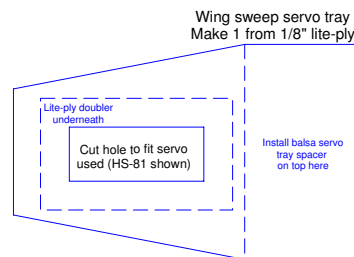 Wing sweep servo tray
Make 1 from 1/8" lite-ply
Lite-ply doubler
underneath
Cut hole to fit servo
used (HS-81 shown)
Install balsa servo
tray spacer
on top here